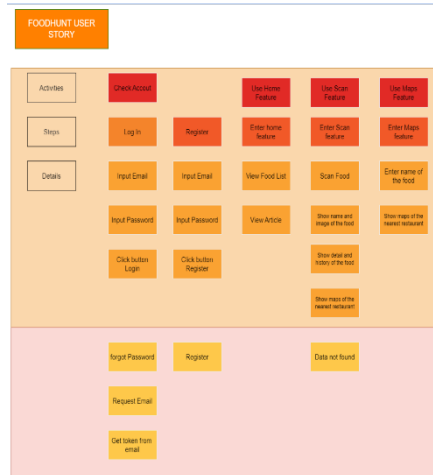 FOODHUNT USER
STORY
Activities
Check Accout
Use Home
Feature
Use Scan
Feature
Use Maps
Feature
Steps
Log In
Register
Enter home
feature
Enter Scan
feature
Enter Maps
feature
Details
Input Email
Input Email
View Food List
Scan Food
Enter name of
the food
Input Password
Input Password
View Article
Show name and
image of the food
Show maps of the
nearest restaurant
Click button
Login
Click button
Register
Show detail and
history of the food
Show maps of the
nearest restaurant
forgot Password
Register
Data not found
Request Email
Get token from
email